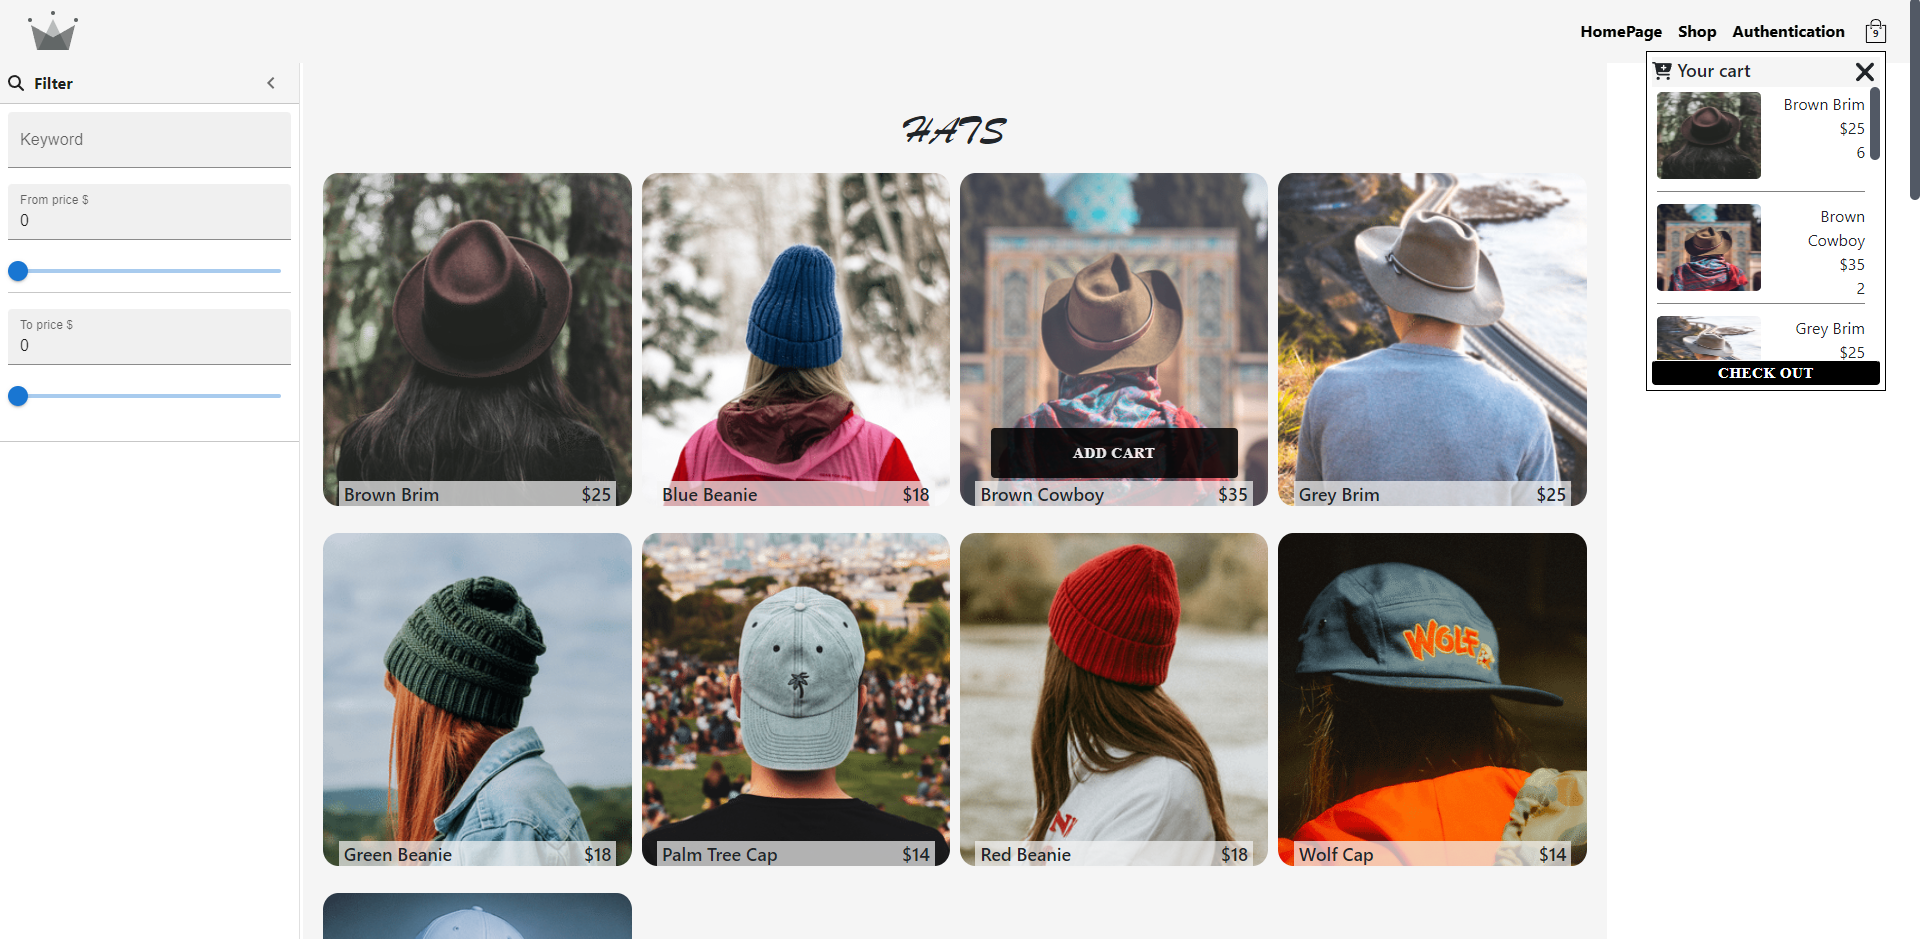 HomePage Shop Authentication 9
Filter
Keyword
From price $
0
To price $
0
HATS
Brown Brim $25
Blue Beanie $18
ADD CART
Brown Cowboy $35
Grey Brim $25
Green Beanie $18
Palm Tree Cap $14
Red Beanie $18
WOLF
Wolf Cap $14
Your cart
Brown Brim
$25
6
Brown
Cowboy
$35
2
Grey Brim
$25
CHECK OUT